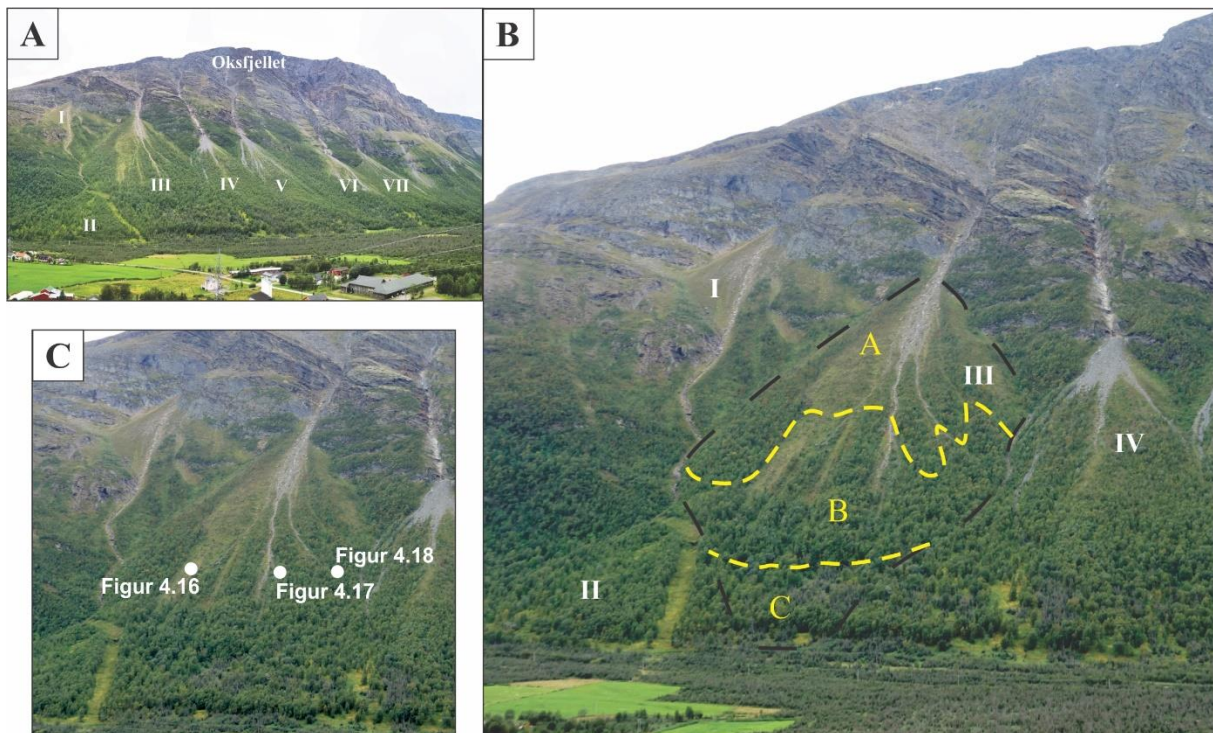 A
Oksfjellet
I
III
IV
V
VI
VII
II
B
I
A
III
IV
B
II
C
C
Figur 4.18
Figur 4.16
Figur 4.17